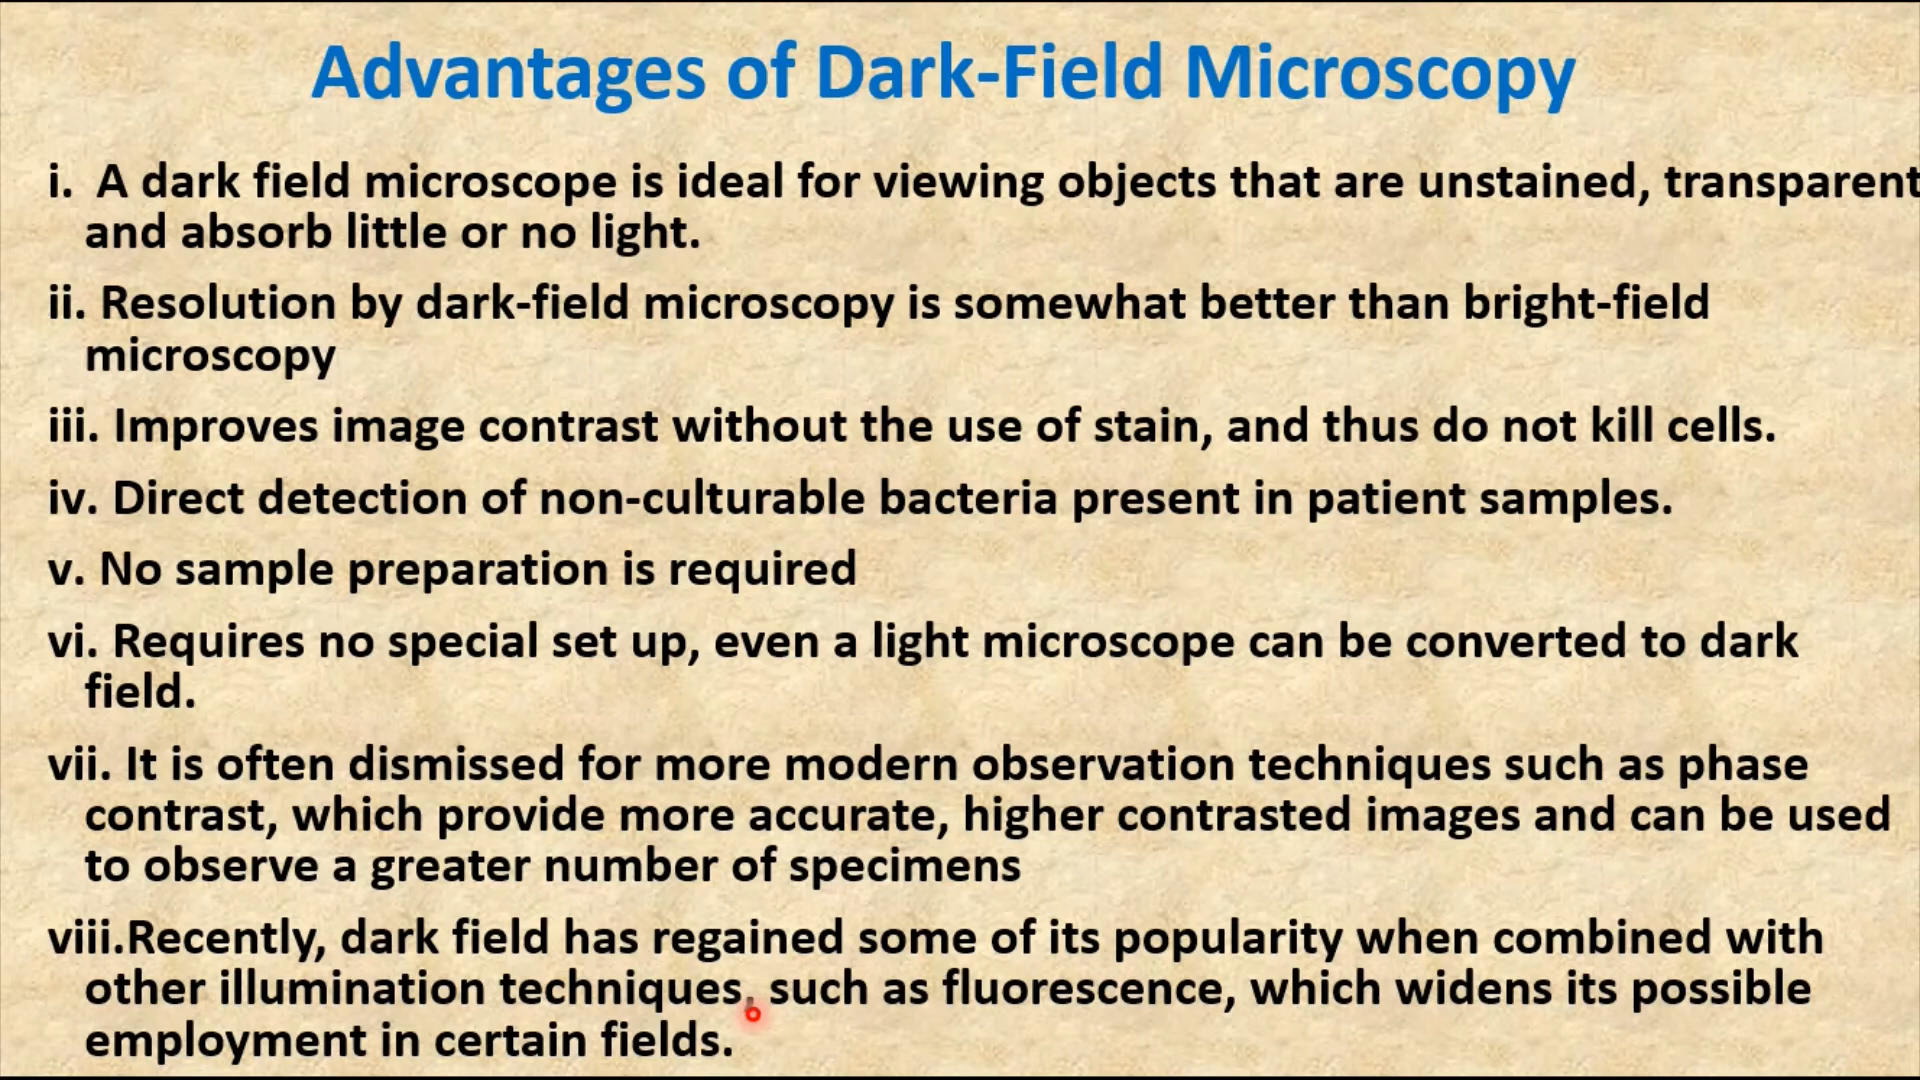 Advantages of Dark-Field Microscopy
i. A dark field microscope is ideal for viewing objects that are unstained, transparent
and absorb little or no light.
ii. Resolution by dark-field microscopy is somewhat better than bright-field
microscopy
iii. Improves image contrast without the use of stain, and thus do not kill cells.
iv. Direct detection of non-culturable bacteria present in patient samples.
v. No sample preparation is required
vi. Requires no special set up, even a light microscope can be converted to dark
field.
vii. It is often dismissed for more modern observation techniques such as phase
contrast, which provide more accurate, higher contrasted images and can be used
to observe a greater number of specimens
viii.Recently, dark field has regained some of its popularity when combined with
other illumination techniques, such as fluorescence, which widens its possible
employment in certain fields.